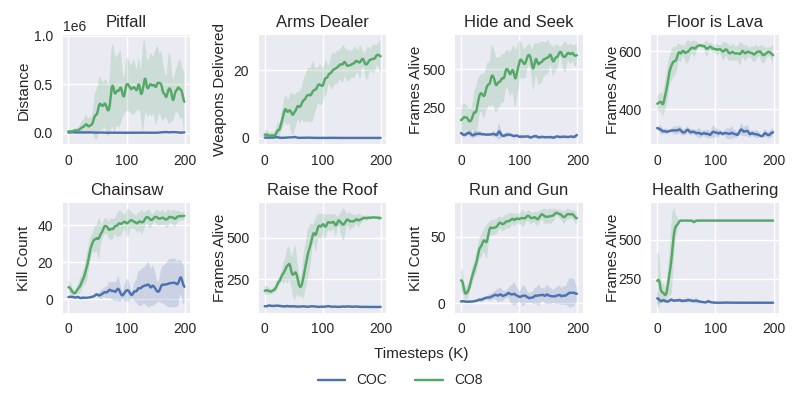 Pitfall
Arms Dealer
Hide and Seek
Floor is Lava
1e6
1.0
0.5
0.0
Distance
0 100 200
20
0
Weapons Delivered
0 100 200
500
250
Frames Alive
0 100 200
600
400
Frames Alive
0 100 200
Chainsaw
Raise the Roof
Run and Gun
Health Gathering
40
20
0
Kill Count
0 100 200
500
250
Frames Alive
0 100 200
50
0
Kill Count
0 100 200
500
250
Frames Alive
0 100 200
Timesteps (K)
COC CO8